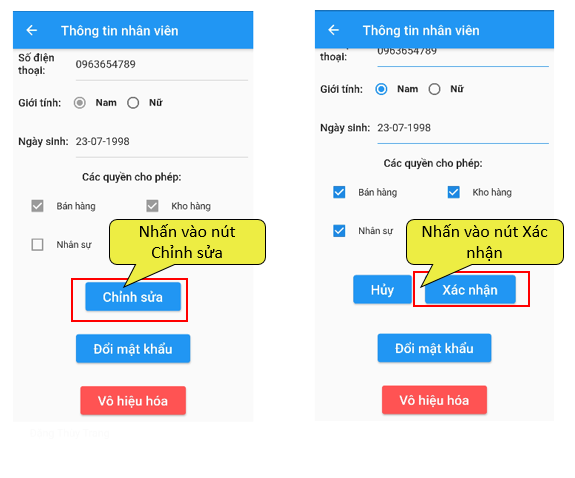 Thông tin nhân viên
Số điện
thoại:
0963654789
Giới tính:
Nam
Nữ
Ngày sinh:
23-07-1998
Các quyền cho phép:
Bán hàng
Kho hàng
Nhân sự
Nhấn vào nút
Chỉnh sửa
Chỉnh sửa
Đổi mật khẩu
Vô hiệu hóa
Thông tin nhân viên
thoại:
0963654789
Giới tính:
Nam
Nữ
Ngày sinh:
23-07-1998
Các quyền cho phép:
Bán hàng
Kho hàng
Nhân sự
Nhấn vào nút Xác
nhận
Hủy
Xác nhận
Đổi mật khẩu
Vô hiệu hóa